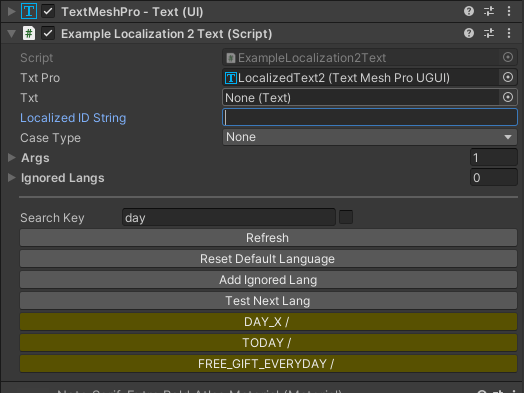 TextMeshPro - Text (UI)
Example Localization 2 Text (Script)
Script ExampleLocalization2Text
Txt Pro LocalizedText2 (Text Mesh Pro UGUI)
Txt None (Text)
Localized ID String
Case Type None
Args 1
Ignored Langs 0
Search Key day
Refresh
Reset Default Language
Add Ignored Lang
Test Next Lang
DAY_X /
TODAY /
FREE_GIFT_EVERYDAY /